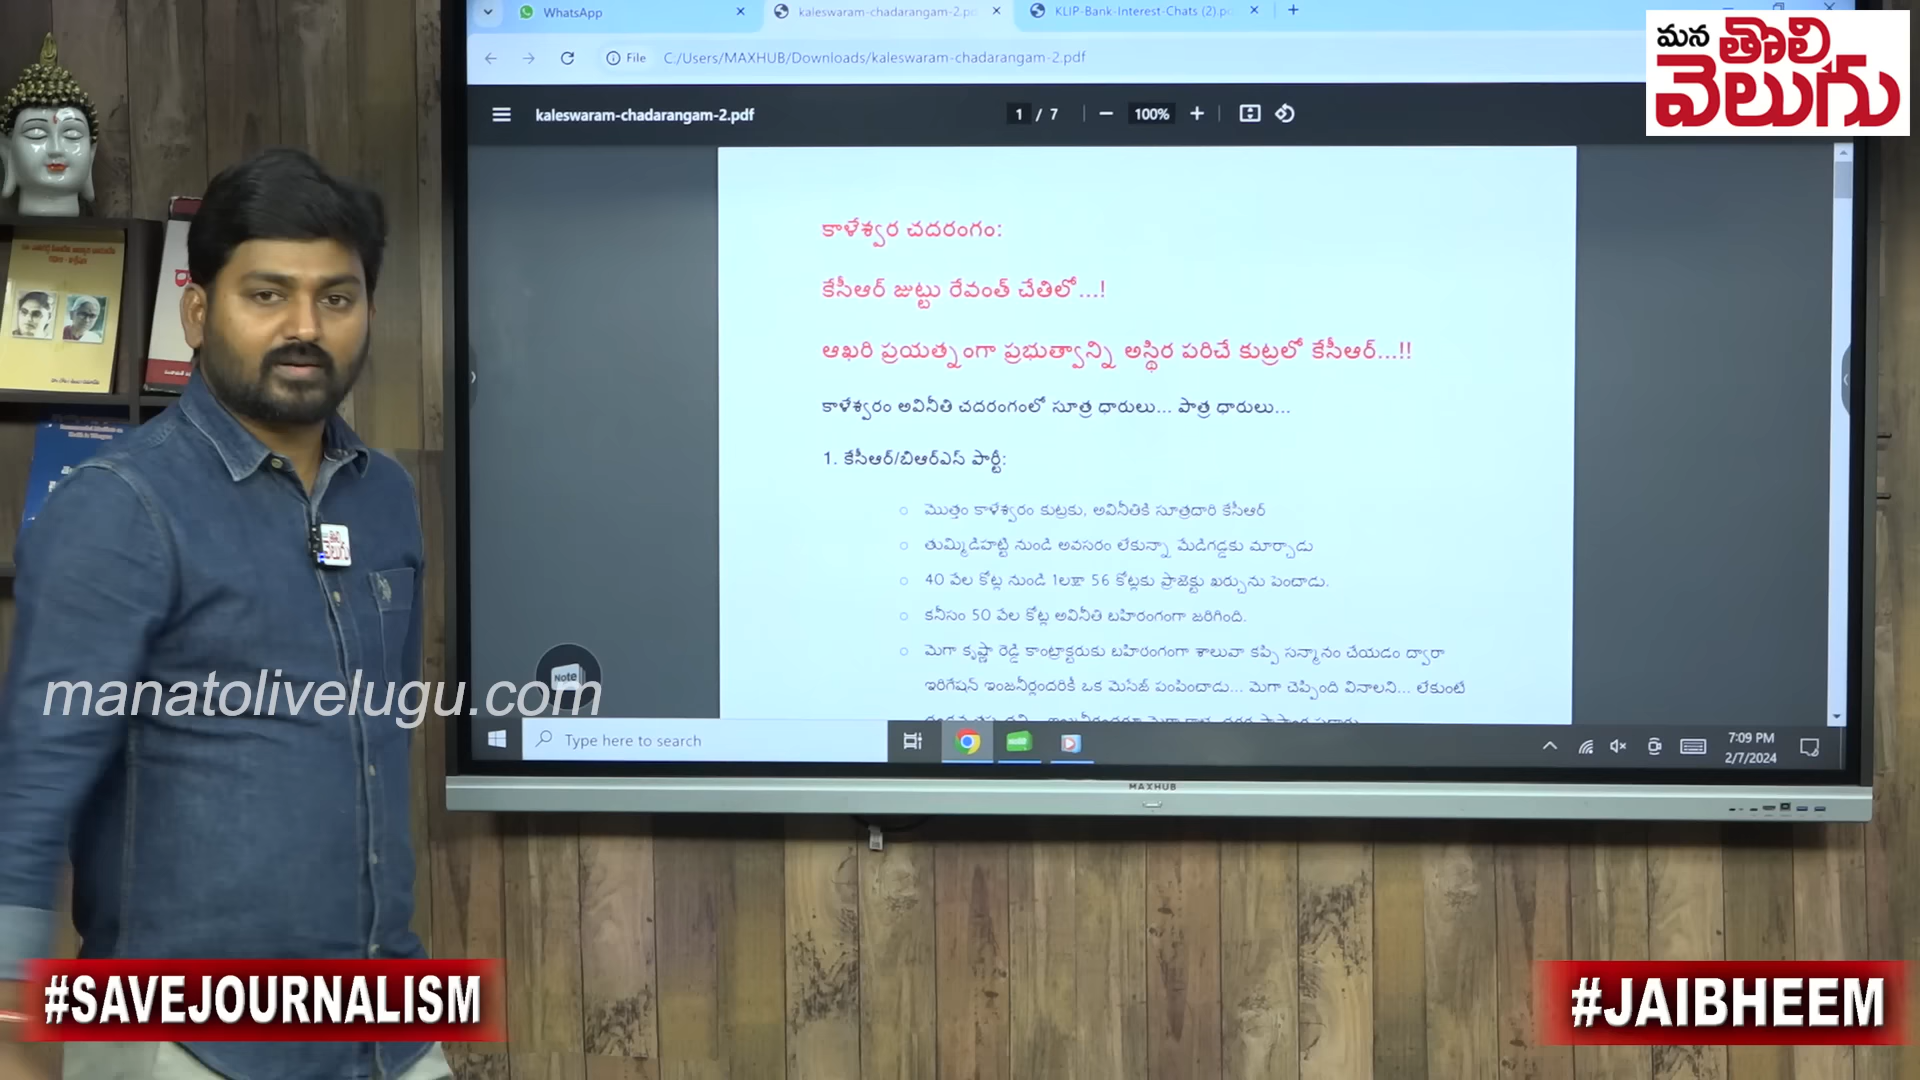 WhatsApp
kaleswaram-chadarangam-2.pd
KLIP-Bank-Interest-Chats (2).pd
File C:/Users/MAXHUB/Downloads/kaleswaram-chadarangam-2.pdf
kaleswaram-chadarangam-2.pdf
1 / 7
100%
మన
తొలి
వెలుగు
కాళేశ్వర చదరంగం:
కేసీఆర్ జుట్టు రేవంత్ చేతిలో...!
ఆఖరి ప్రయత్నంగా ప్రభుత్వాన్ని అస్థిర పరిచే కుట్రలో కేసీఆర్...!!
కాళేశ్వరం అవినీతి చదరంగంలో సూత్ర ధారులు... పాత్ర ధారులు...
1. కేసీఆర్/బిఆర్ఎస్ పార్టీ:
మొత్తం కాళేశ్వరం కుట్రకు, అవినీతికి సూత్రదారి కేసీఆర్
తుమ్మిడిహట్టి నుండి అవసరం లేకున్నా మేడిగడ్డకు మార్చాడు
40 వేల కోట్ల నుండి 1లక్షా 56 కోట్లకు ప్రాజెక్టు ఖర్చును పెంచాడు.
కనీసం 50 వేల కోట్ల అవినీతి బహిరంగంగా జరిగింది.
మెగా కృష్ణా రెడ్డి కాంట్రాక్టరుకు బహిరంగంగా శాలువా కప్పి సన్మానం చేయడం ద్వారా
ఇరిగేషన్ ఇంజనీర్లందరికీ ఒక మెసేజ్ పంపించాడు... మెగా చెప్పింది వినాలని... లేకుంటే
Note
manatolivelugu.com
Type here to search
7:09 PM
2/7/2024
MAXHUB
వెలుగు
#SAVEJOURNALISM
#JAIBHEEM